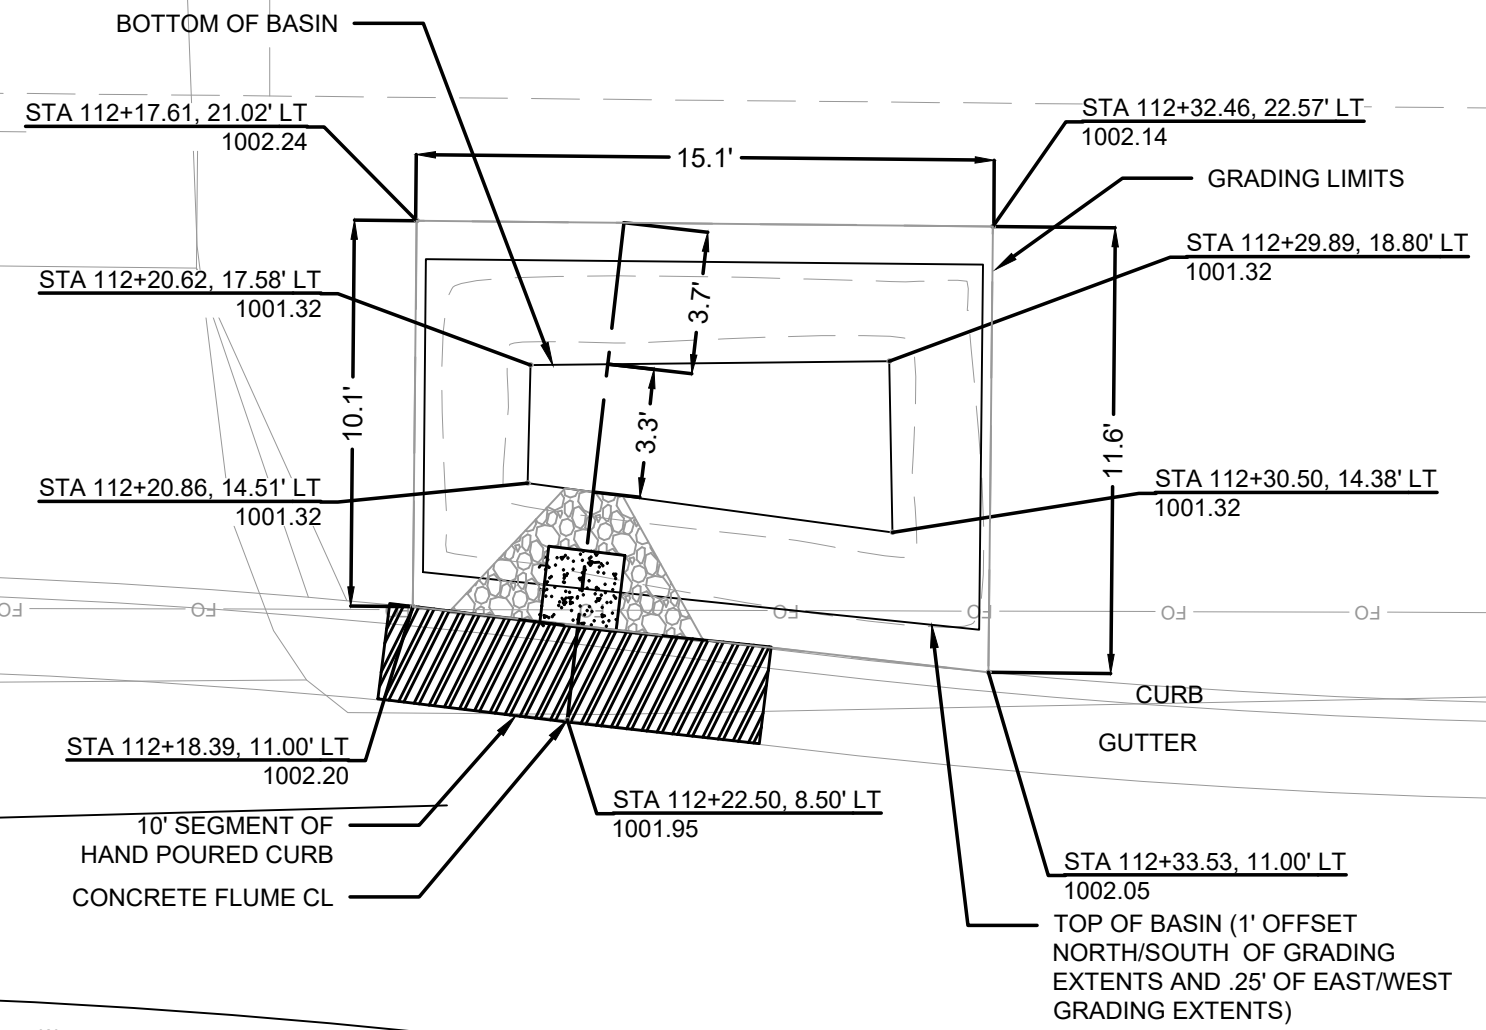 BOTTOM OF BASIN
STA 112+17.61, 21.02' LT
1002.24
STA 112+32.46, 22.57' LT
1002.14
15.1'
GRADING LIMITS
STA 112+29.89, 18.80' LT
1001.32
STA 112+20.62, 17.58' LT
1001.32
3.7'
10.1'
3.3'
11.6'
STA 112+20.86, 14.51' LT
1001.32
STA 112+30.50, 14.38' LT
1001.32
FO
FO
FO
FO
FO
FO
CURB
GUTTER
STA 112+18.39, 11.00' LT
1002.20
STA 112+22.50, 8.50' LT
1001.95
10' SEGMENT OF
HAND POURED CURB
CONCRETE FLUME CL
STA 112+33.53, 11.00' LT
1002.05
TOP OF BASIN (1' OFFSET
NORTH/SOUTH OF GRADING
EXTENTS AND .25' OF EAST/WEST
GRADING EXTENTS)